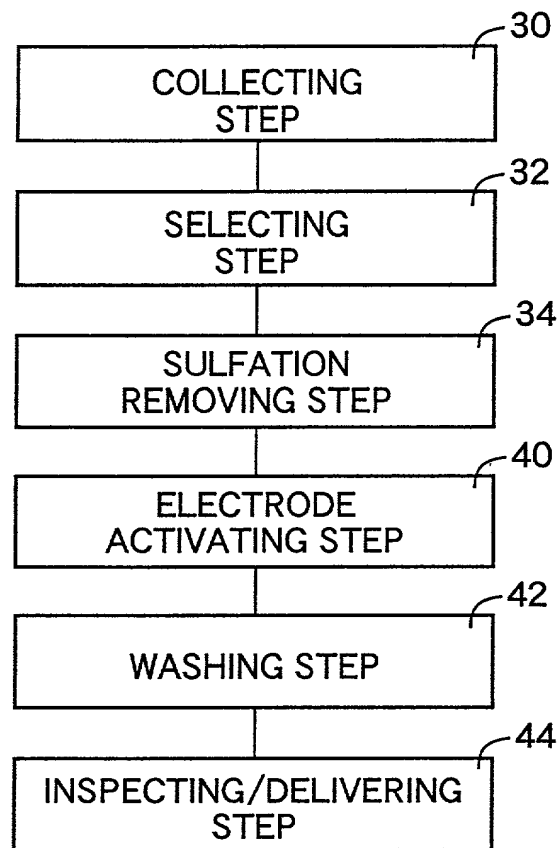 30
COLLECTING
STEP
32
SELECTING
STEP
34
SULFATION
REMOVING STEP
40
ELECTRODE
ACTIVATING STEP
42
WASHING STEP
44
INSPECTING/DELIVERING
STEP